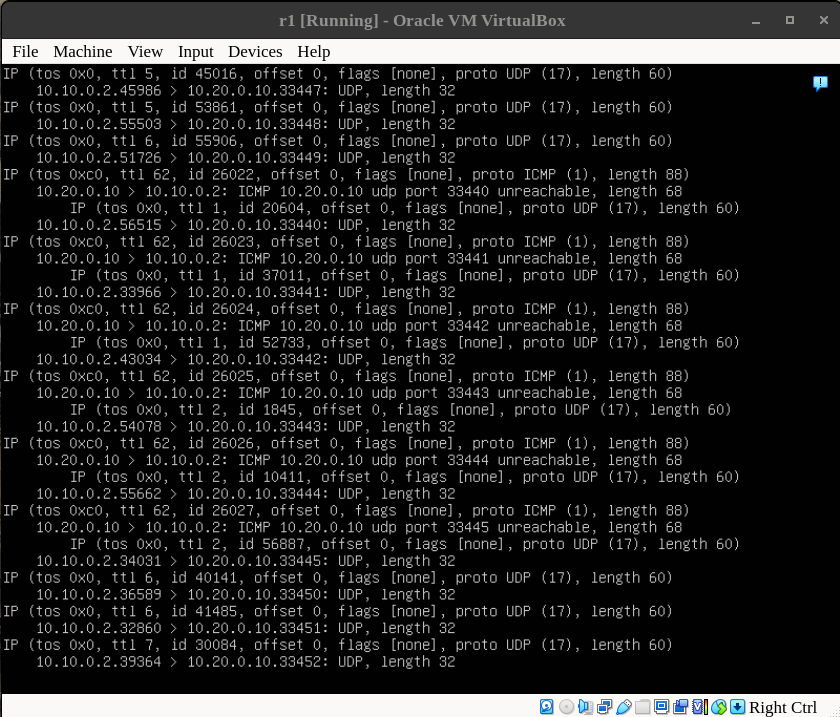 r1 [Running] - Oracle VM VirtualBox
File Machine View Input Devices Help
IP (tos 0x0, ttl 5, id 45016, offset 0, flags [none], proto UDP (17), length 60)
10.10.0.2.45986 > 10.20.0.10.33447: UDP, length 32
IP (tos 0x0, ttl 5, id 53861, offset 0, flags [none], proto UDP (17), length 60)
10.10.0.2.55503 > 10.20.0.10.33448: UDP, length 32
IP (tos 0x0, ttl 6, id 55906, offset 0, flags [none], proto UDP (17), length 60)
10.10.0.2.51726 > 10.20.0.10.33449: UDP, length 32
IP (tos 0xc0, ttl 62, id 26022, offset 0, flags [none], proto ICMP (1), length 88)
10.20.0.10 > 10.10.0.2: ICMP 10.20.0.10 udp port 33440 unreachable, length 68
IP (tos 0x0, ttl 1, id 20604, offset 0, flags [none], proto UDP (17), length 60)
10.10.0.2.56515 > 10.20.0.10.33440: UDP, length 32
IP (tos 0xc0, ttl 62, id 26023, offset 0, flags [none], proto ICMP (1), length 88)
10.20.0.10 > 10.10.0.2: ICMP 10.20.0.10 udp port 33441 unreachable, length 68
IP (tos 0x0, ttl 1, id 37011, offset 0, flags [none], proto UDP (17), length 60)
10.10.0.2.33966 > 10.20.0.10.33441: UDP, length 32
IP (tos 0xc0, ttl 62, id 26024, offset 0, flags [none], proto ICMP (1), length 88)
10.20.0.10 > 10.10.0.2: ICMP 10.20.0.10 udp port 33442 unreachable, length 68
IP (tos 0x0, ttl 1, id 52733, offset 0, flags [none], proto UDP (17), length 60)
10.10.0.2.43034 > 10.20.0.10.33442: UDP, length 32
IP (tos 0xc0, ttl 62, id 26025, offset 0, flags [none], proto ICMP (1), length 88)
10.20.0.10 > 10.10.0.2: ICMP 10.20.0.10 udp port 33443 unreachable, length 68
IP (tos 0x0, ttl 2, id 1845, offset 0, flags [none], proto UDP (17), length 60)
10.10.0.2.54078 > 10.20.0.10.33443: UDP, length 32
IP (tos 0xc0, ttl 62, id 26026, offset 0, flags [none], proto ICMP (1), length 88)
10.20.0.10 > 10.10.0.2: ICMP 10.20.0.10 udp port 33444 unreachable, length 68
IP (tos 0x0, ttl 2, id 10411, offset 0, flags [none], proto UDP (17), length 60)
10.10.0.2.55662 > 10.20.0.10.33444: UDP, length 32
IP (tos 0xc0, ttl 62, id 26027, offset 0, flags [none], proto ICMP (1), length 88)
10.20.0.10 > 10.10.0.2: ICMP 10.20.0.10 udp port 33445 unreachable, length 68
IP (tos 0x0, ttl 2, id 56887, offset 0, flags [none], proto UDP (17), length 60)
10.10.0.2.34031 > 10.20.0.10.33445: UDP, length 32
IP (tos 0x0, ttl 6, id 40141, offset 0, flags [none], proto UDP (17), length 60)
10.10.0.2.36589 > 10.20.0.10.33450: UDP, length 32
IP (tos 0x0, ttl 6, id 41485, offset 0, flags [none], proto UDP (17), length 60)
10.10.0.2.32860 > 10.20.0.10.33451: UDP, length 32
IP (tos 0x0, ttl 7, id 30084, offset 0, flags [none], proto UDP (17), length 60)
10.10.0.2.39364 > 10.20.0.10.33452: UDP, length 32
Right Ctrl